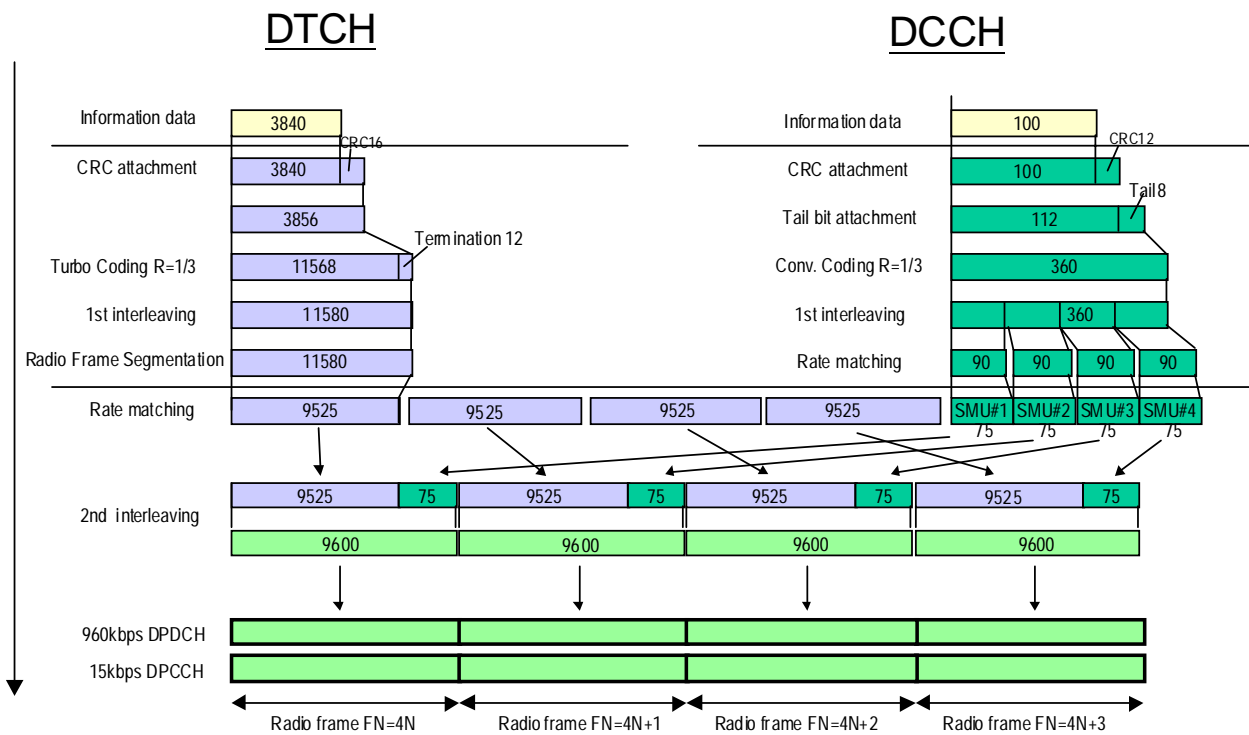 DTCH DCCH
Information data 3840 Information data 100
CRC16 CRC12
CRC attachment 3840 CRC attachment 100
Tail8
3856 Tail bit attachment 112
Termination 12
Turbo Coding R=1/3 11568 Conv. Coding R=1/3 360
1st interleaving 11580 1st interleaving 360
Radio Frame Segmentation 11580 Rate matching 90 90 90 90
Rate matching 9525 9525 9525 9525 SMU#1 SMU#2 SMU#3 SMU#4
/5 /5 /5 /5
9525 75 9525 75 9525 75 9525 75
2nd interleaving
9600 9600 9600 9600
960kbps DPDCH
15kbps DPCCH
Radio frame FN=4N Radio frame FN=4N+1 Radio frame FN=4N+2 Radio frame FN=4N+3